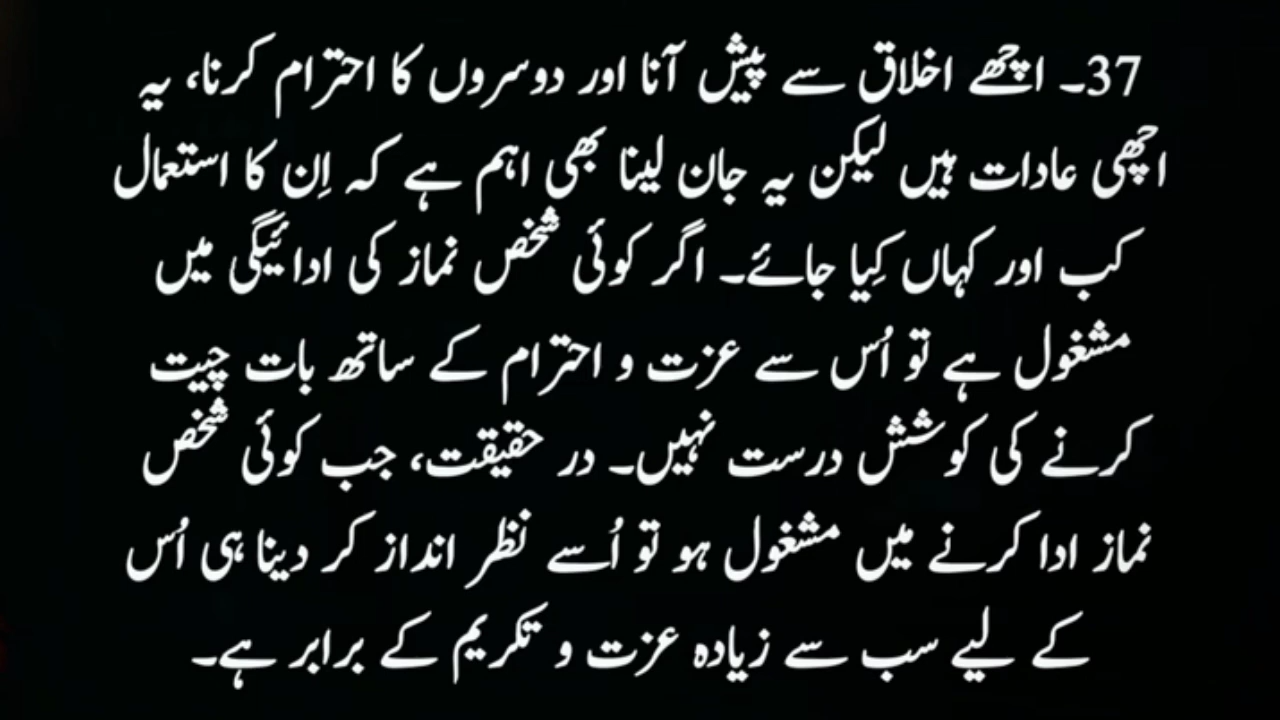 37۔ اچھے اخلاق سے پیش آنا اور دوسروں کا احترام کرنا، یہ
اچھی عادات ہیں لیکن یہ جان لینا بھی اہم ہے کہ اِن کا استعمال
کب اور کہاں کِیا جائے۔ اگر کوئی شخص نماز کی ادائیگی میں
مشغول ہے تو اُس سے عزت و احترام کے ساتھ بات چیت
کرنے کی کوشش درست نہیں۔ در حقیقت، جب کوئی شخص
نماز ادا کرنے میں مشغول ہو تو اُسے نظر انداز کر دینا ہی اُس
کے لیے سب سے زیادہ عزت و تکریم کے برابر ہے۔